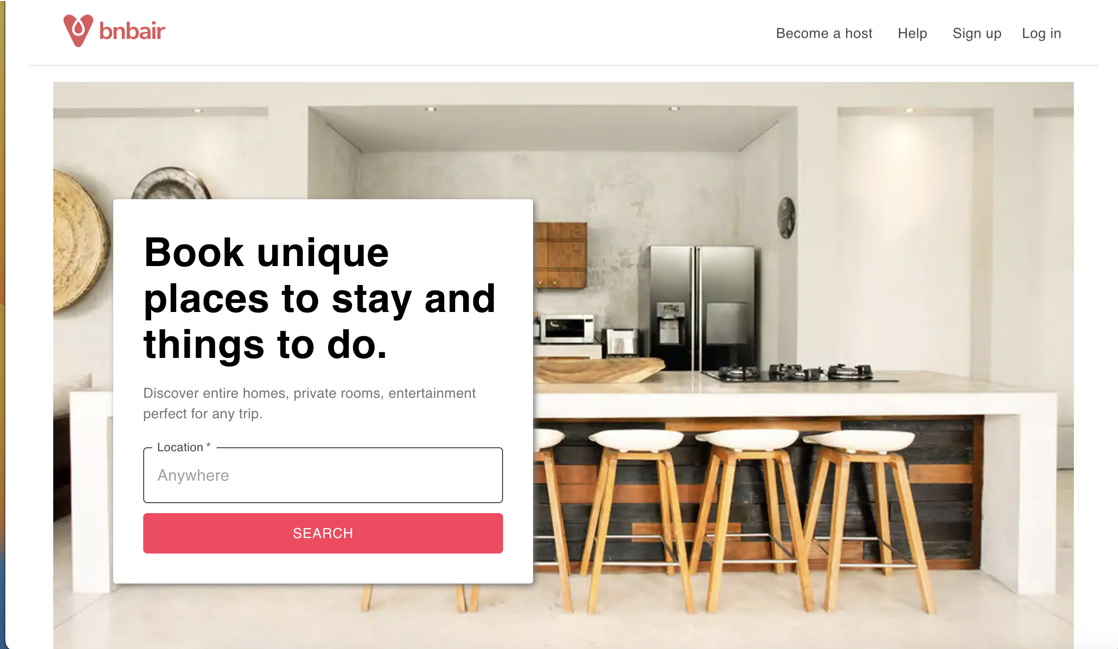 bnbair
Become a host
Help
Sign up
Log in
Book unique
places to stay and
things to do.
Discover entire homes, private rooms, entertainment
perfect for any trip.
Location *
Anywhere
SEARCH